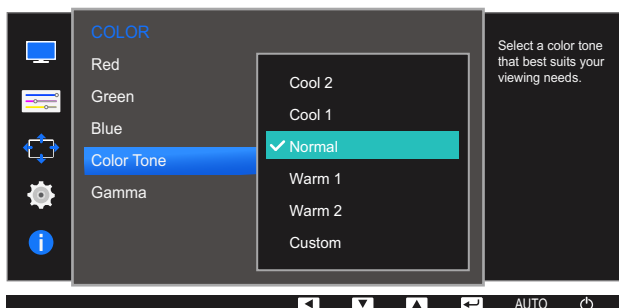 COLOR
Red
Green
Blue
Color Tone
Gamma
Cool 2
Cool 1
Normal
Warm 1
Warm 2
Custom
Select a color tone
that best suits your
viewing needs.
AUTO